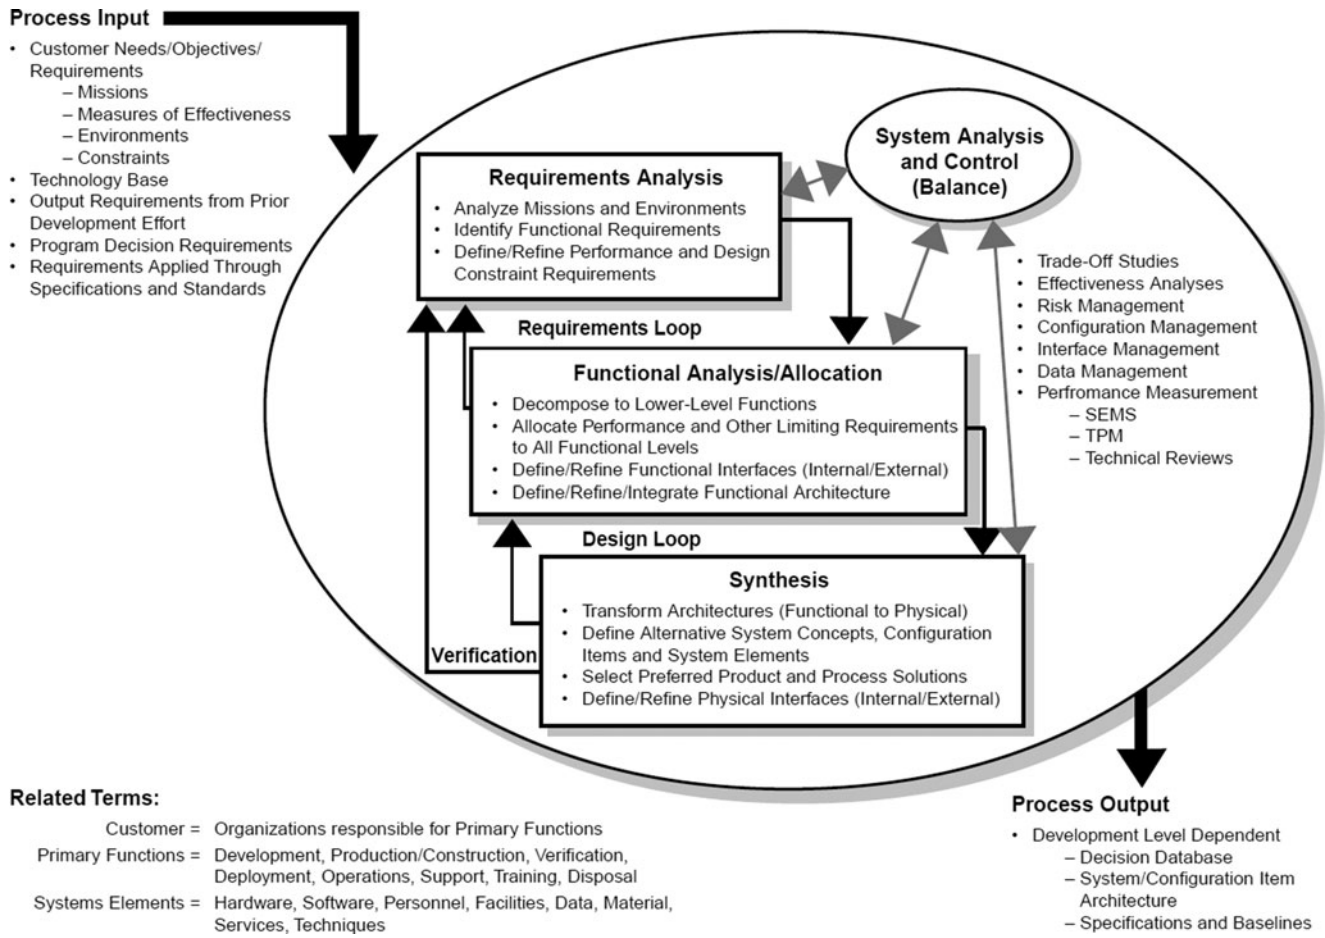 Process Input
• Customer Needs/Objectives/
Requirements
– Missions
– Measures of Effectiveness
– Environments
– Constraints
• Technology Base
• Output Requirements from Prior
Development Effort
• Program Decision Requirements
• Requirements Applied Through
Specifications and Standards
System Analysis
and Control
(Balance)
Requirements Analysis
• Analyze Missions and Environments
• Identify Functional Requirements
• Define/Refine Performance and Design
Constraint Requirements
• Trade-Off Studies
• Effectiveness Analyses
• Risk Management
• Configuration Management
• Interface Management
• Data Management
• Perfromance Measurement
– SEMS
– TPM
– Technical Reviews
Requirements Loop
Functional Analysis/Allocation
• Decompose to Lower-Level Functions
• Allocate Performance and Other Limiting Requirements
to All Functional Levels
• Define/Refine Functional Interfaces (Internal/External)
• Define/Refine/Integrate Functional Architecture
Design Loop
Synthesis
• Transform Architectures (Functional to Physical)
• Define Alternative System Concepts, Configuration
Items and System Elements
• Select Preferred Product and Process Solutions
• Define/Refine Physical Interfaces (Internal/External)
Verification
Related Terms:
Customer = Organizations responsible for Primary Functions
Primary Functions = Development, Production/Construction, Verification,
Deployment, Operations, Support, Training, Disposal
Systems Elements = Hardware, Software, Personnel, Facilities, Data, Material,
Services, Techniques
Process Output
• Development Level Dependent
– Decision Database
– System/Configuration Item
Architecture
– Specifications and Baselines